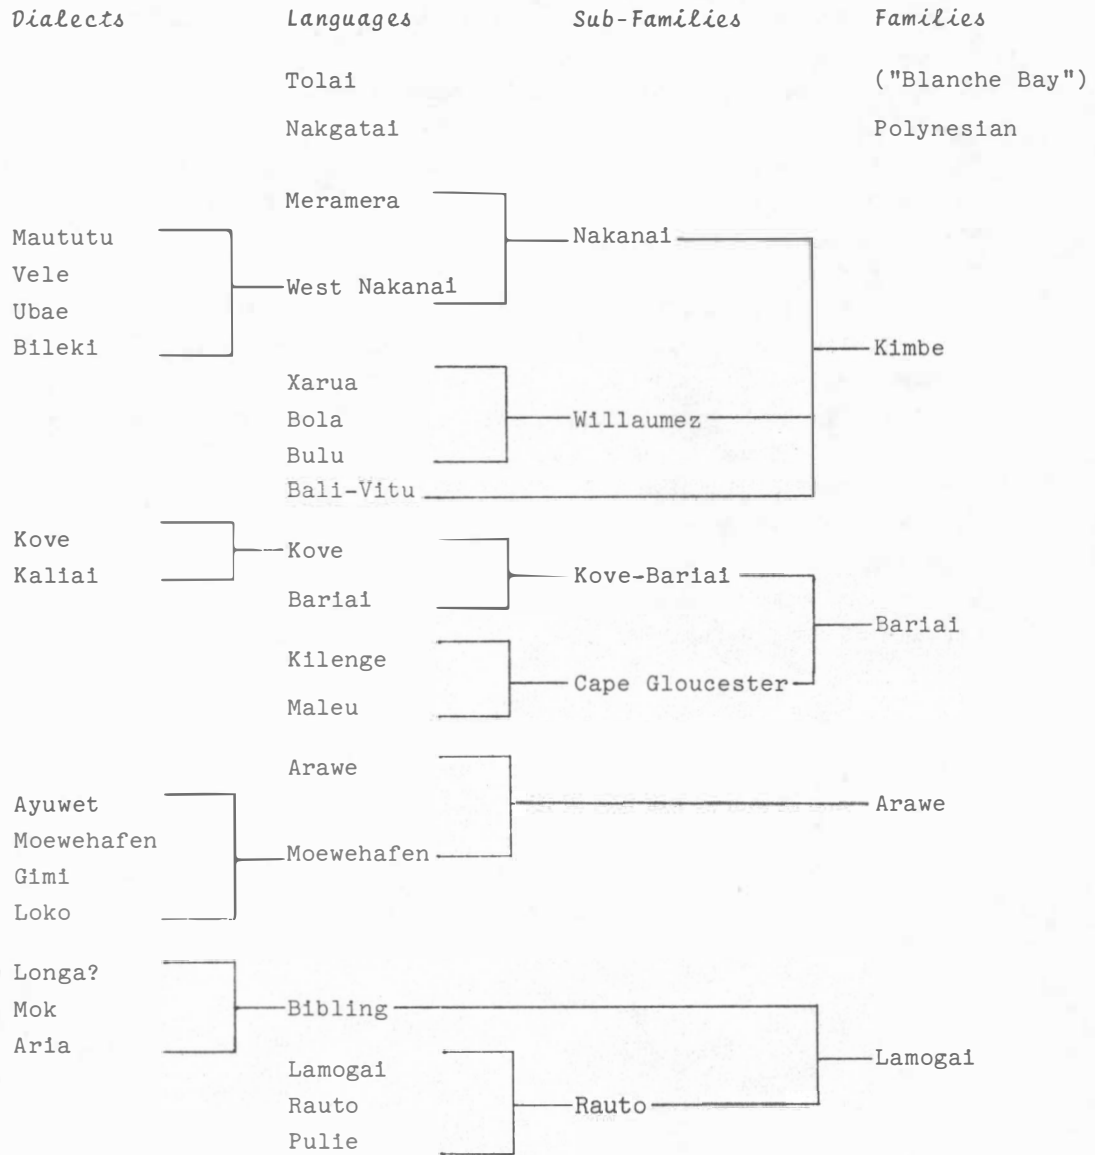 Dialects Languages Sub-Families Families
Tolai ("Blanche Bay")
Nakgatai Polynesian
Meramera
Maututu Nakanai
Vele
West Nakanai
Ubae
Bileki Kimbe
Xarua
Bola Willaumez
Bulu
Bali-Vitu
Kove Kove
Kaliai Kove-Bariai
Bariai
Bariai
Kilenge
Cape Gloucester
Maleu
Arawe
Ayuwet Arawe
Moewehafen
Moewehafen
Gimi
Loko
Longa?
Mok Bibling
Aria
Lamogai
Lamogai
Rauto Rauto
Pulie